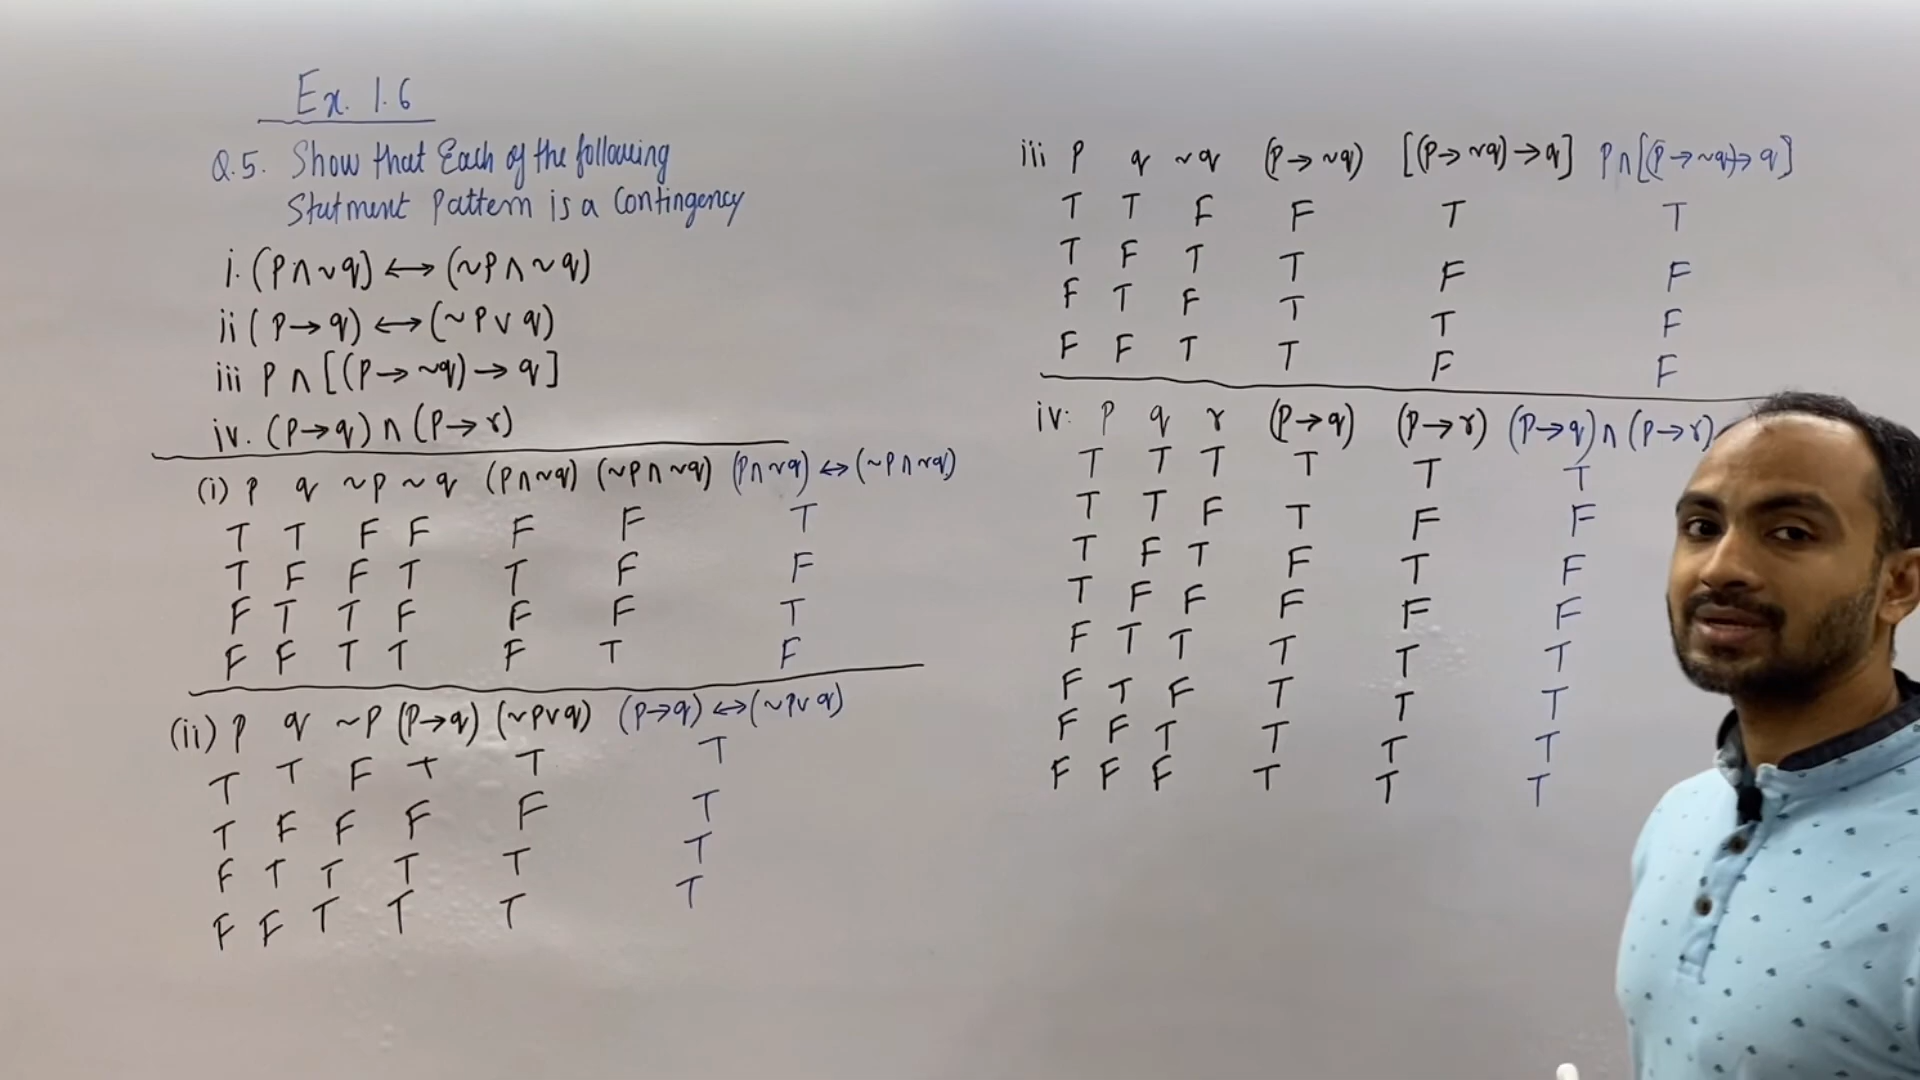 Ex. 1.6
Q.5. Show that Each of the following
Statment Pattern is a Contingency
i. (p ∧ ~q) ↔ (~p ∧ ~q)
ii (p → q) ↔ (~p ∨ q)
iii p ∧ [(p → ~q) → q]
iv. (p → q) ∧ (p → r)
(i) p q ~p ~q (p ∧ ~q) (~p ∧ ~q) (p ∧ ~q) ↔ (~p ∧ ~q)
T T F F F F T
T F F T T F F
F T T F F F T
F F T T F T F
(ii) p q ~p (p → q) (~p ∨ q) (p → q) ↔ (~p ∨ q)
T T F T T T
T F F F F T
F T T T T T
F F T T T T
iii p q ~q (p → ~q) [(p → ~q) → q] p ∧ [(p → ~q) → q]
T T F F T T
T F T T F F
F T F T T F
F F T T F F
iv: p q r (p → q) (p → r) (p → q) ∧ (p → r)
T T T T T T
T T F T F F
T F T F T F
T F F F F F
F T T T T T
F T F T T T
F F T T T T
F F F T T T